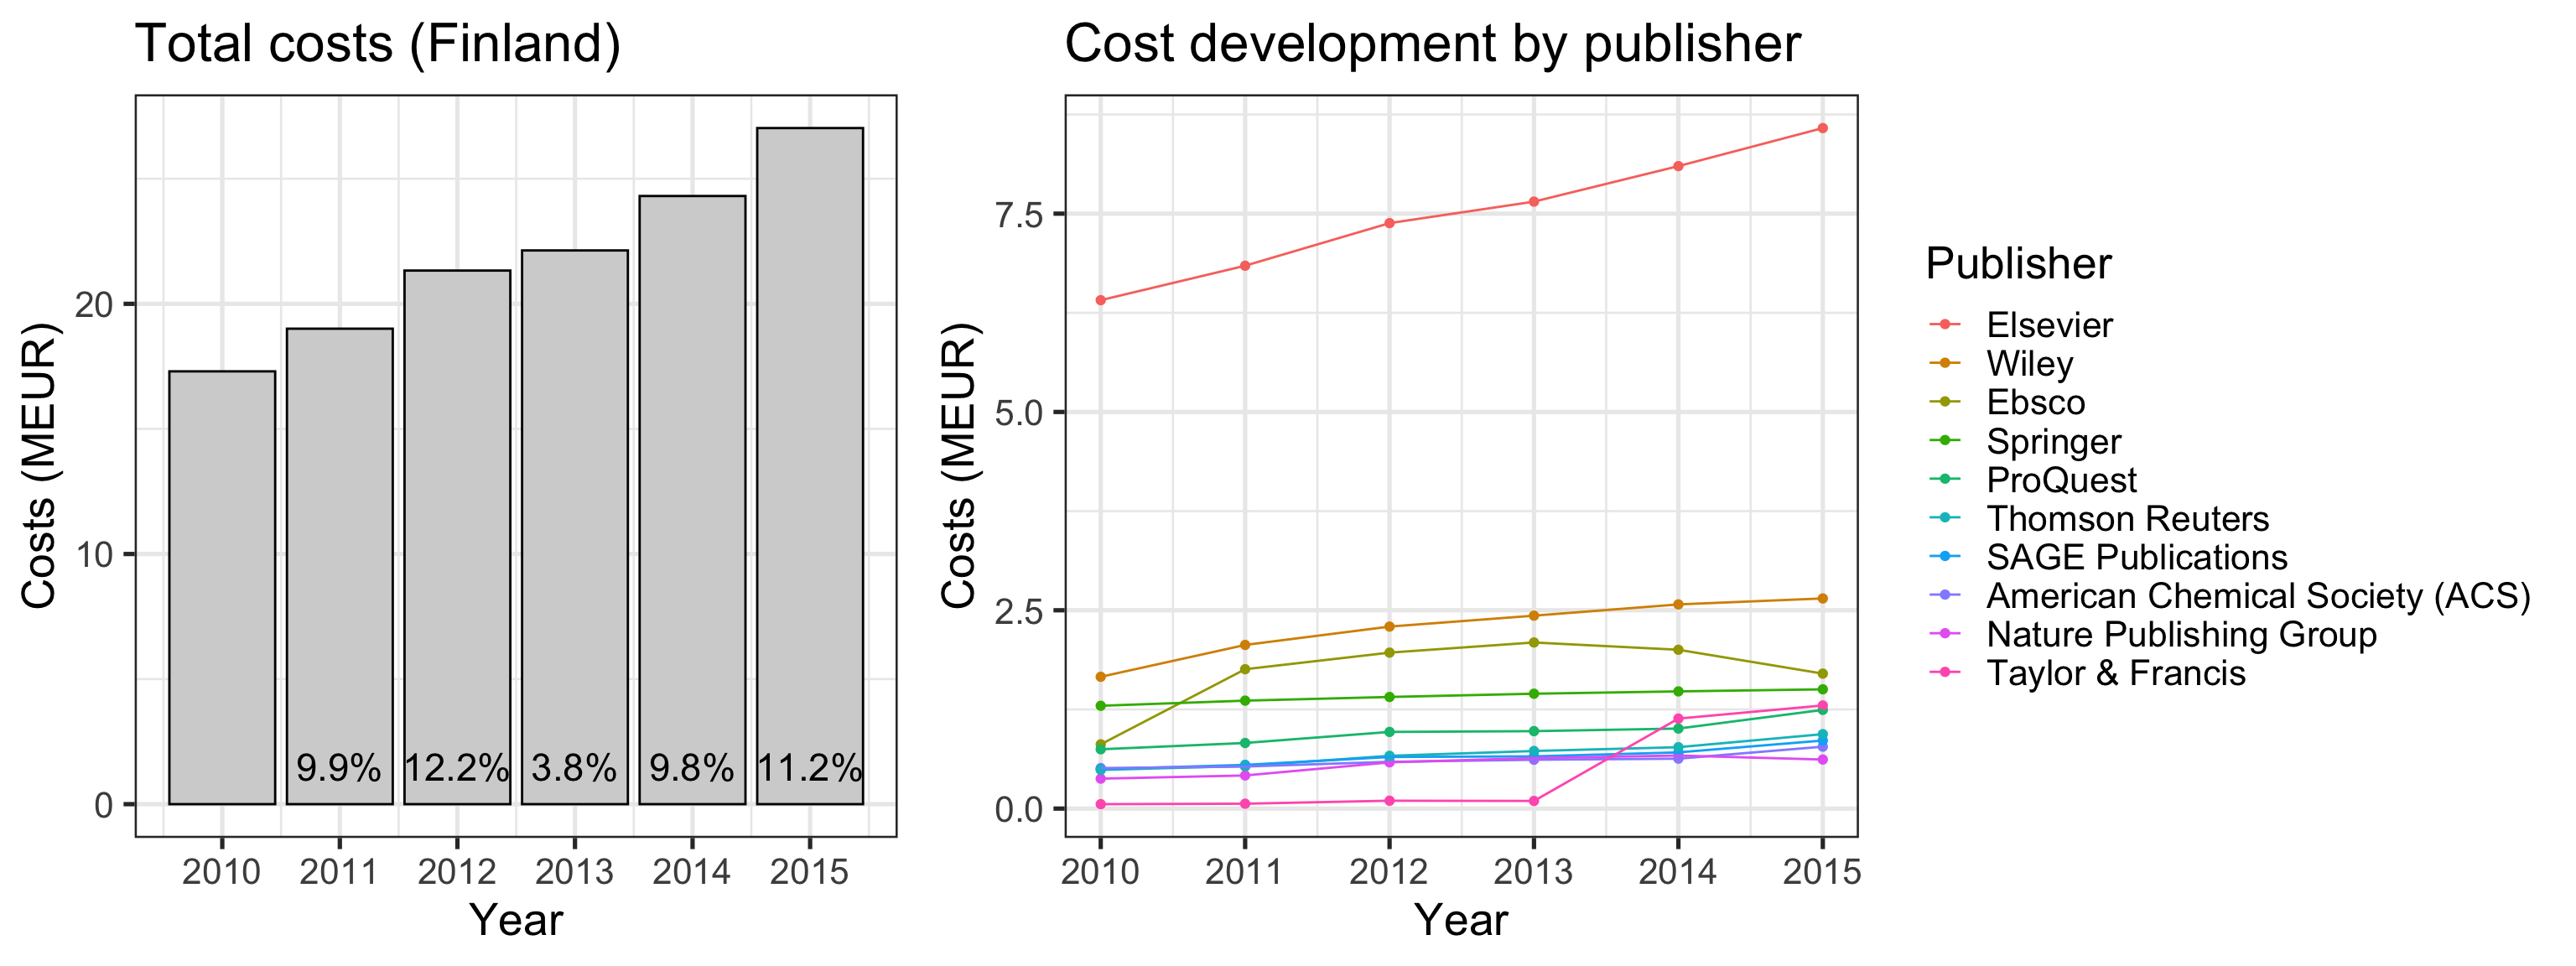 Total costs (Finland)
Costs (MEUR)
20
10
0
9.9%
12.2%
3.8%
9.8%
11.2%
2010
2011
2012
2013
2014
2015
Year
Cost development by publisher
Costs (MEUR)
7.5
5.0
2.5
0.0
2010
2011
2012
2013
2014
2015
Year
Publisher
Elsevier
Wiley
Ebsco
Springer
ProQuest
Thomson Reuters
SAGE Publications
American Chemical Society (ACS)
Nature Publishing Group
Taylor & Francis